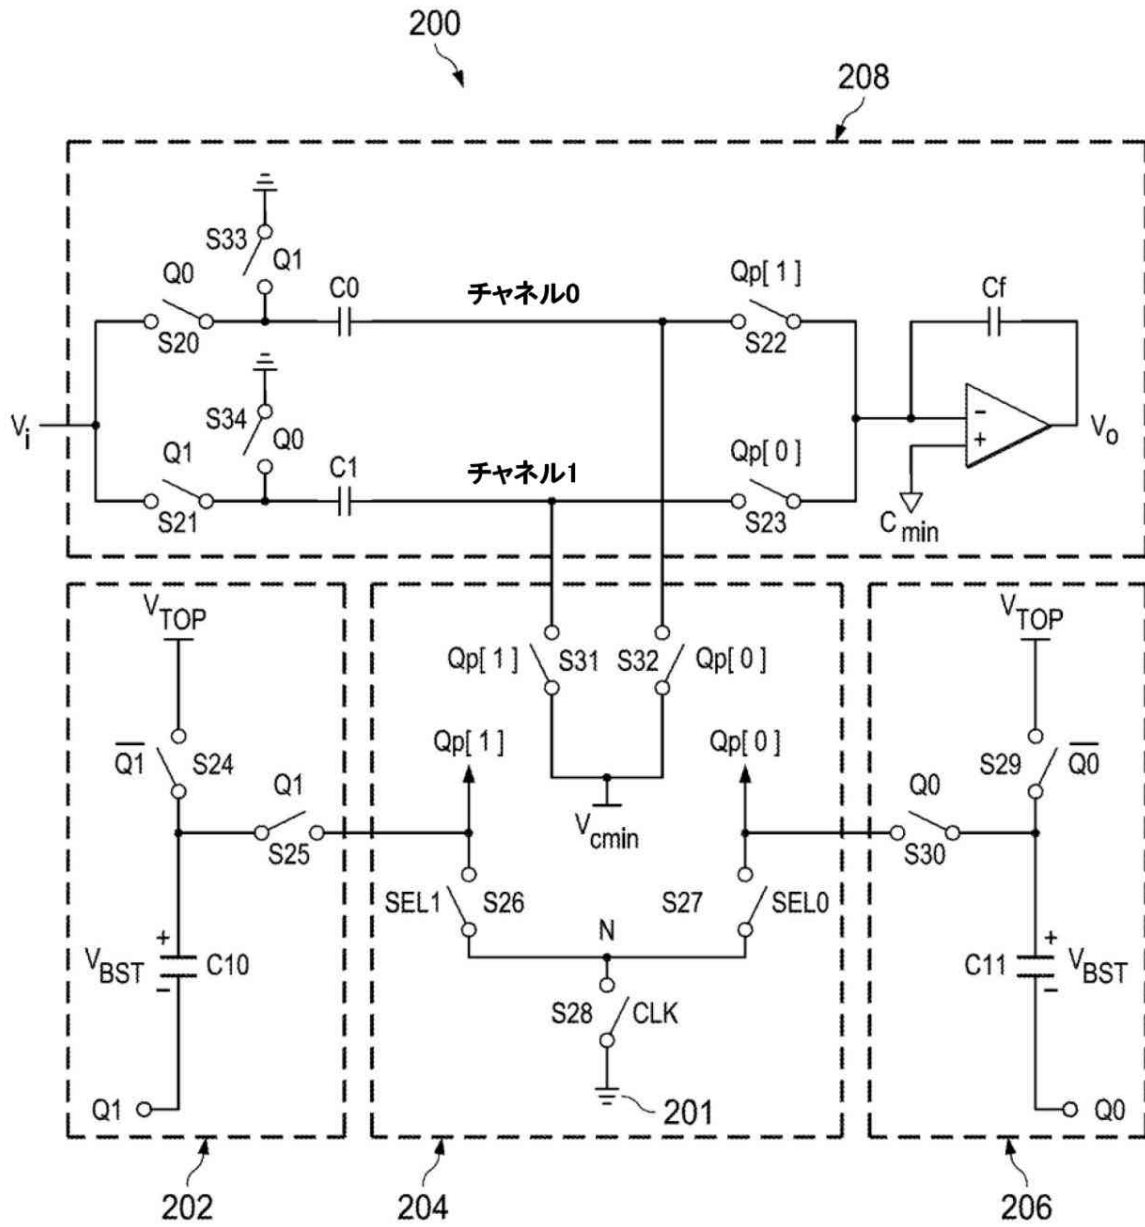 200
208
S33
Q1
Q0
S20
C0
チャネル0
Qp[1]
S22
Cf
Vi
S34
Q0
Q1
S21
C1
チャネル1
Qp[0]
S23
-
+
Vo
Cmin
VTOP
Q1
S24
Q1
S25
VBST
+
-
C10
Q1
202
Qp[1]
S31
S32
Qp[0]
Qp[1]
Qp[0]
Vcmin
SEL1
S26
S27
SEL0
N
S28
CLK
201
204
VTOP
S29
Q0
Q0
S30
C11
+
-
VBST
Q0
206